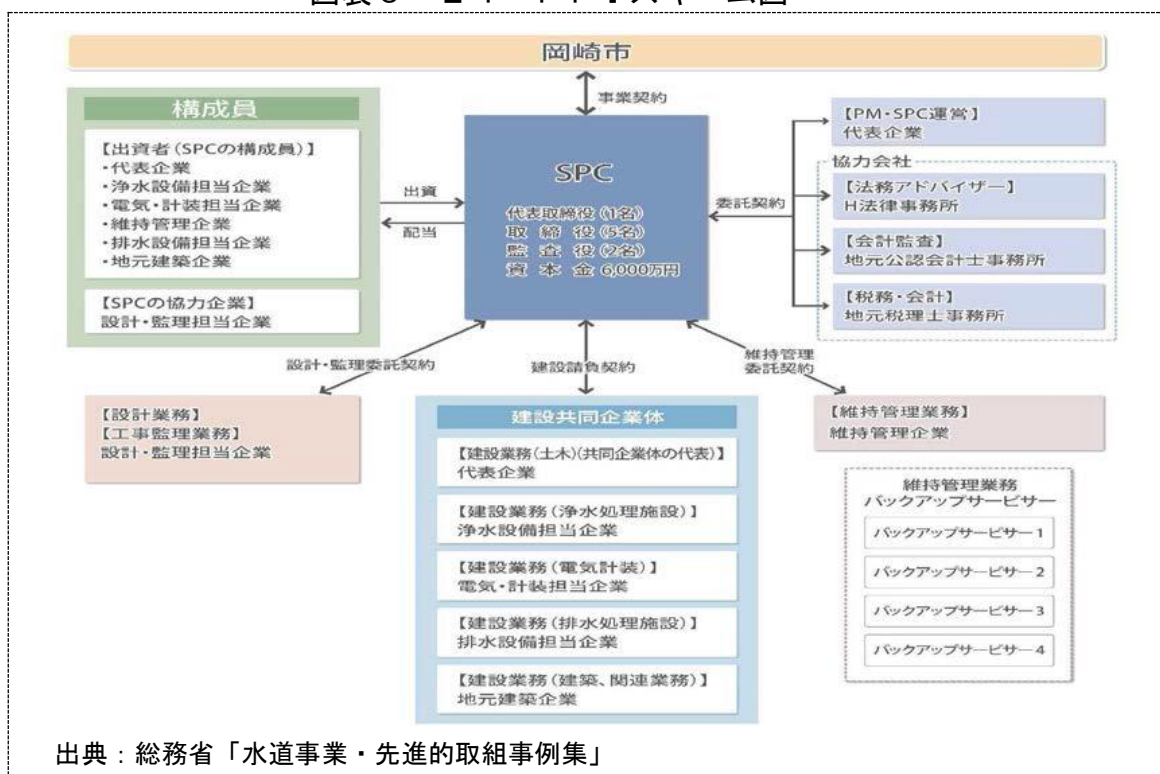 岡崎市
事業契約
構成員
【出資者(SPCの構成員)】
・代表企業
・浄水設備担当企業
・電気・計装担当企業
・維持管理企業
・排水設備担当企業
・地元建築企業
【SPCの協力企業】
設計・監理担当企業
出資
配当
SPC
代表取締役(1名)
取締役(5名)
監査役(2名)
資本金6,000万円
委託契約
【PM・SPC運営】
代表企業
協力会社
【法務アドバイザー】
H法律事務所
【会計監査】
地元公認会計士事務所
【税務・会計】
地元税理士事務所
設計・監理委託契約
建設請負契約
維持管理
委託契約
【設計業務】
【工事監理業務】
設計・監理担当企業
建設共同企業体
【建設業務(土木)(共同企業体の代表)】
代表企業
【建設業務(浄水処理施設)】
浄水設備担当企業
【建設業務(電気計装)】
電気・計装担当企業
【建設業務(排水処理施設)】
排水設備担当企業
【建設業務(建築、関連業務)】
地元建築企業
【維持管理業務】
維持管理企業
維持管理業務
バックアップサービサー
バックアップサービサー1
バックアップサービサー2
バックアップサービサー3
バックアップサービサー4
出典：総務省「水道事業・先進的取組事例集」